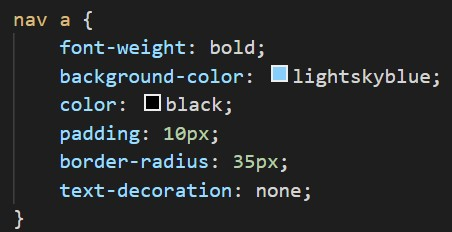 nav a {
    font-weight: bold;
    background-color: lightskyblue;
    color: black;
    padding: 10px;
    border-radius: 35px;
    text-decoration: none;
}